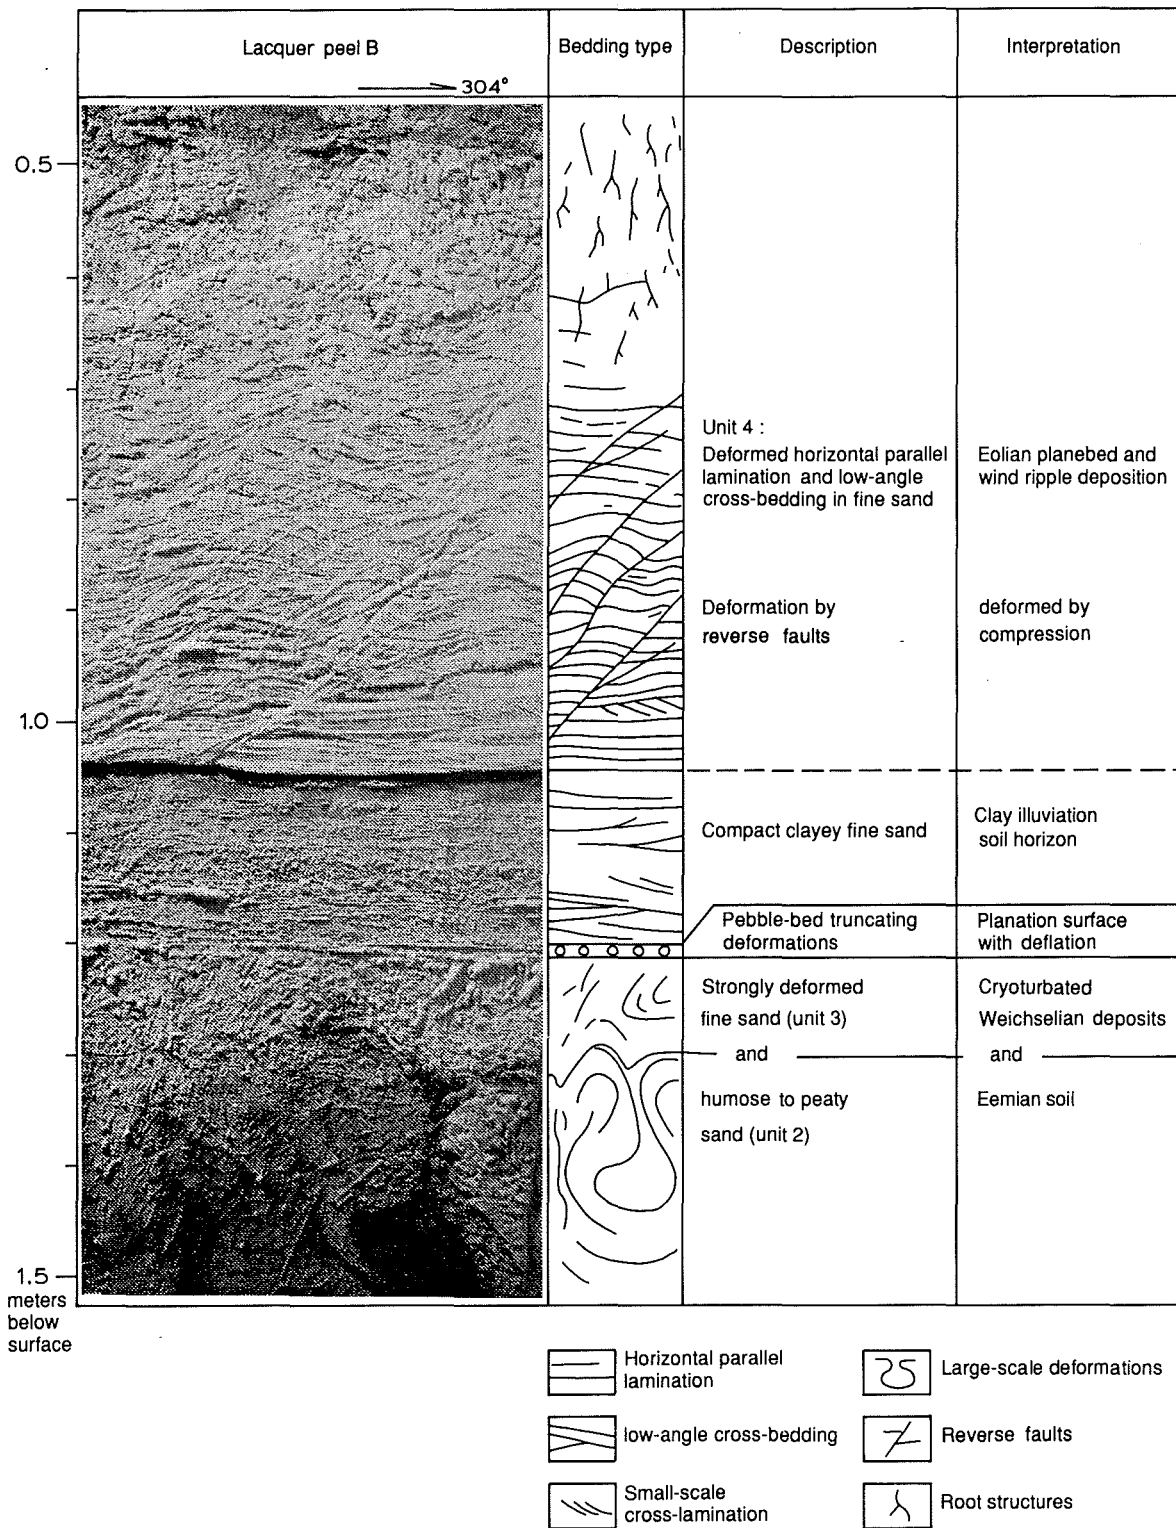 Lacquer peel B
304°
Bedding type
Description
Interpretation
0.5
1.0
1.5
meters
below
surface
Unit 4 :
Deformed horizontal parallel
lamination and low-angle
cross-bedding in fine sand
Eolian planebed and
wind ripple deposition
Deformation by
reverse faults
deformed by
compression
Compact clayey fine sand
Clay illuviation
soil horizon
Pebble-bed truncating
deformations
Planation surface
with deflation
Strongly deformed
fine sand (unit 3)
and
humose to peaty
sand (unit 2)
Cryoturbated
Weichselian deposits
and
Eemian soil
Horizontal parallel
lamination
low-angle cross-bedding
Small-scale
cross-lamination
Large-scale deformations
Reverse faults
Root structures